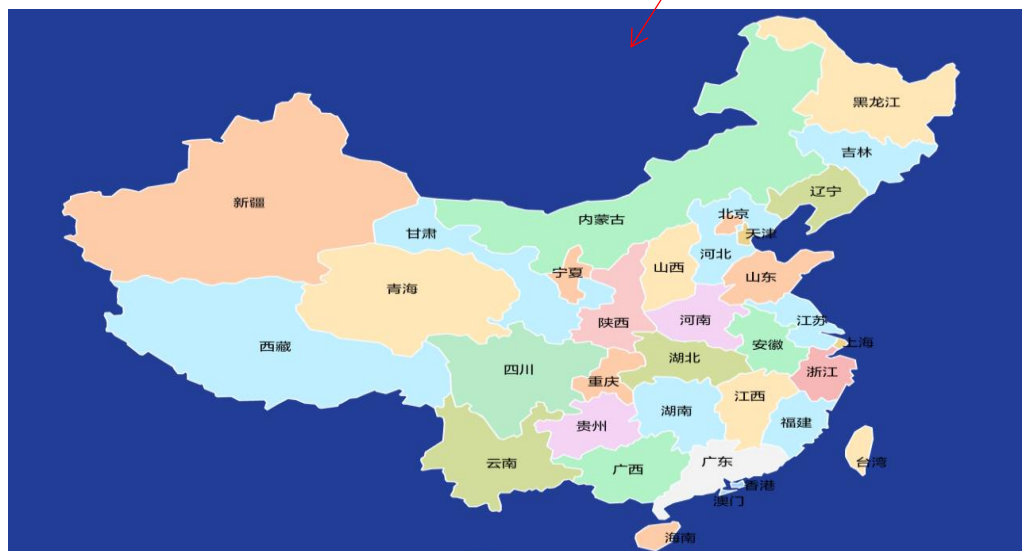 黑龙江
吉林
辽宁
新疆
北京
内蒙古
天津
甘肃
河北
山西
宁夏
山东
青海
陕西
河南
江苏
西藏
安徽
上海
湖北
四川
浙江
重庆
江西
湖南
福建
贵州
云南
广西
广东
台湾
香港
澳门
海南